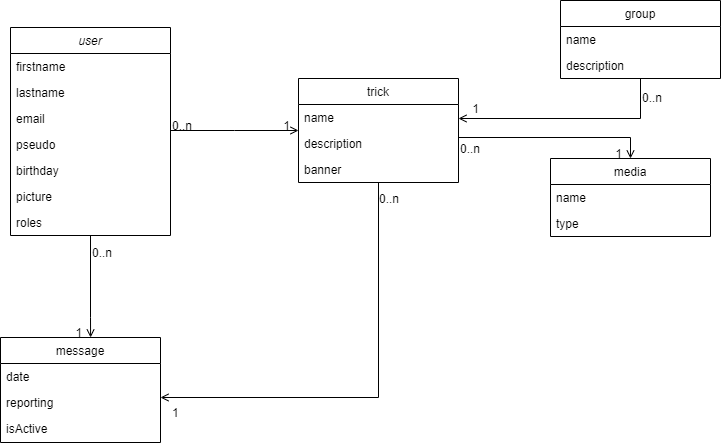 user
firstname
lastname
email
pseudo
birthday
picture
roles
0..n
1
0..n
1
trick
name
description
banner
group
name
description
0..n
1
0..n
1
media
name
type
0..n
1
message
date
reporting
isActive